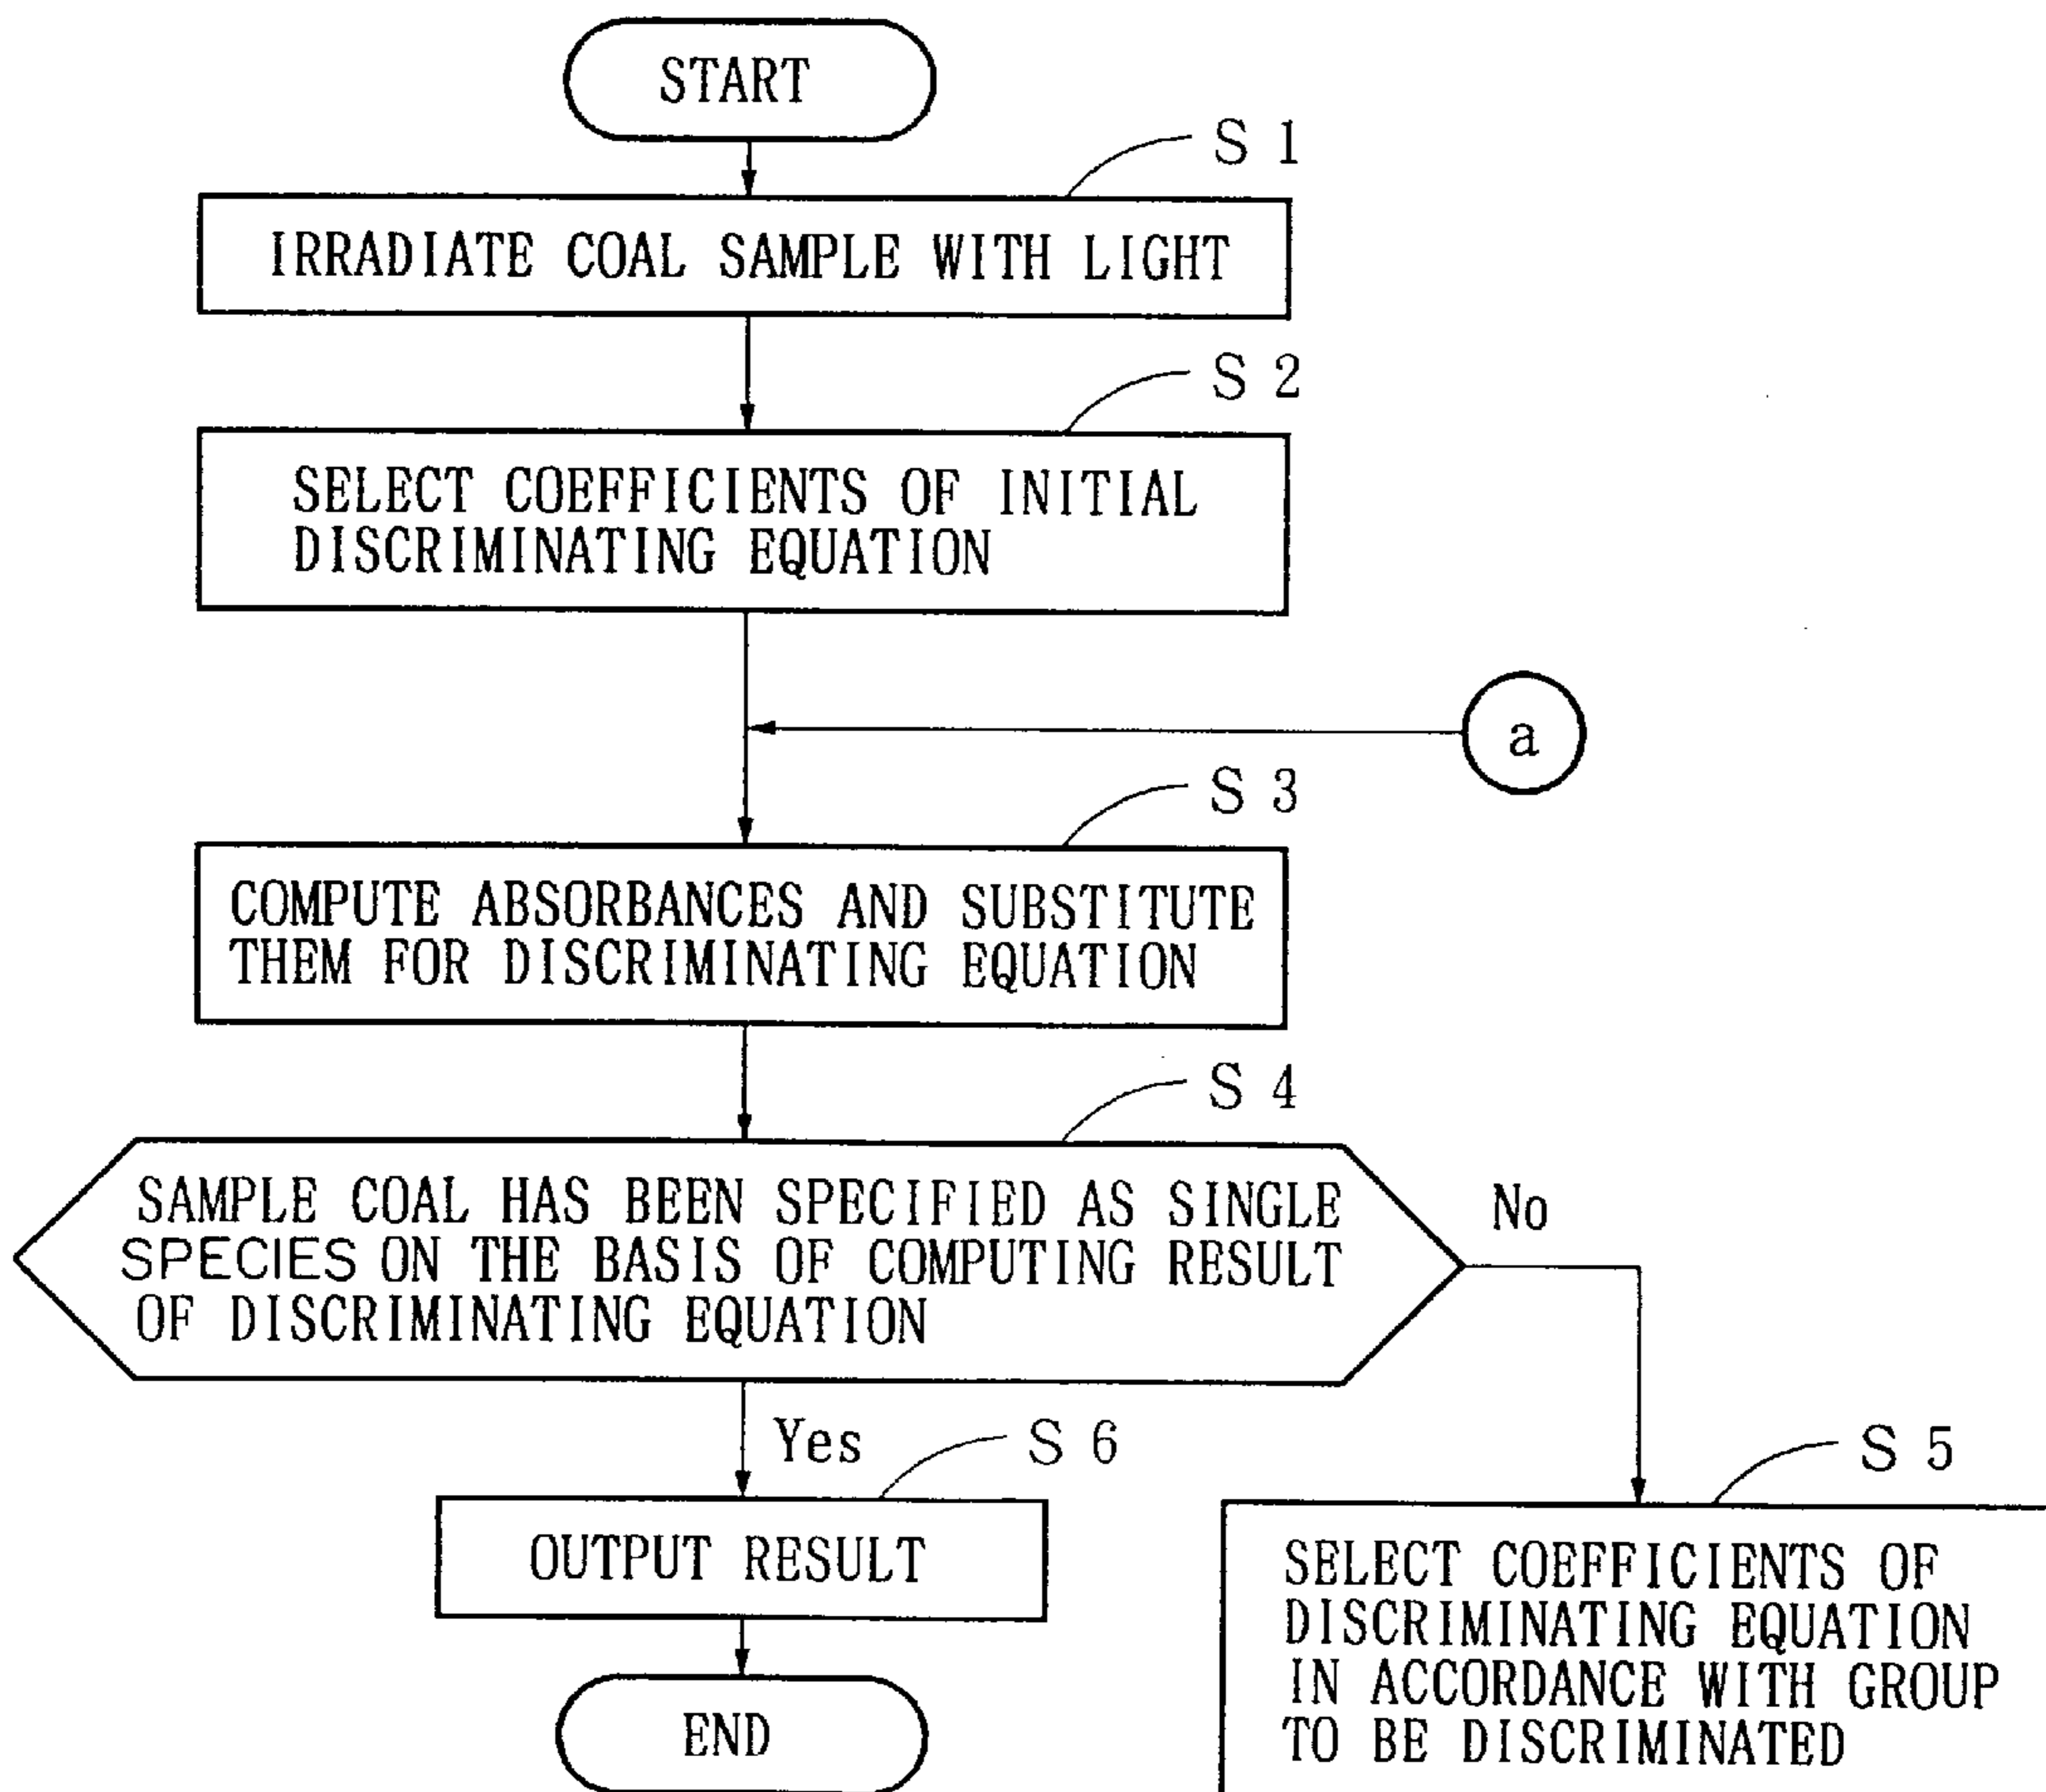 START
S 1
IRRADIATE COAL SAMPLE WITH LIGHT
S 2
SELECT COEFFICIENTS OF INITIAL
DISCRIMINATING EQUATION
a
S 3
COMPUTE ABSORBANCES AND SUBSTITUTE
THEM FOR DISCRIMINATING EQUATION
S 4
SAMPLE COAL HAS BEEN SPECIFIED AS SINGLE
SPECIES ON THE BASIS OF COMPUTING RESULT
OF DISCRIMINATING EQUATION
No
Yes
S 6
OUTPUT RESULT
END
S 5
SELECT COEFFICIENTS OF
DISCRIMINATING EQUATION
IN ACCORDANCE WITH GROUP
TO BE DISCRIMINATED